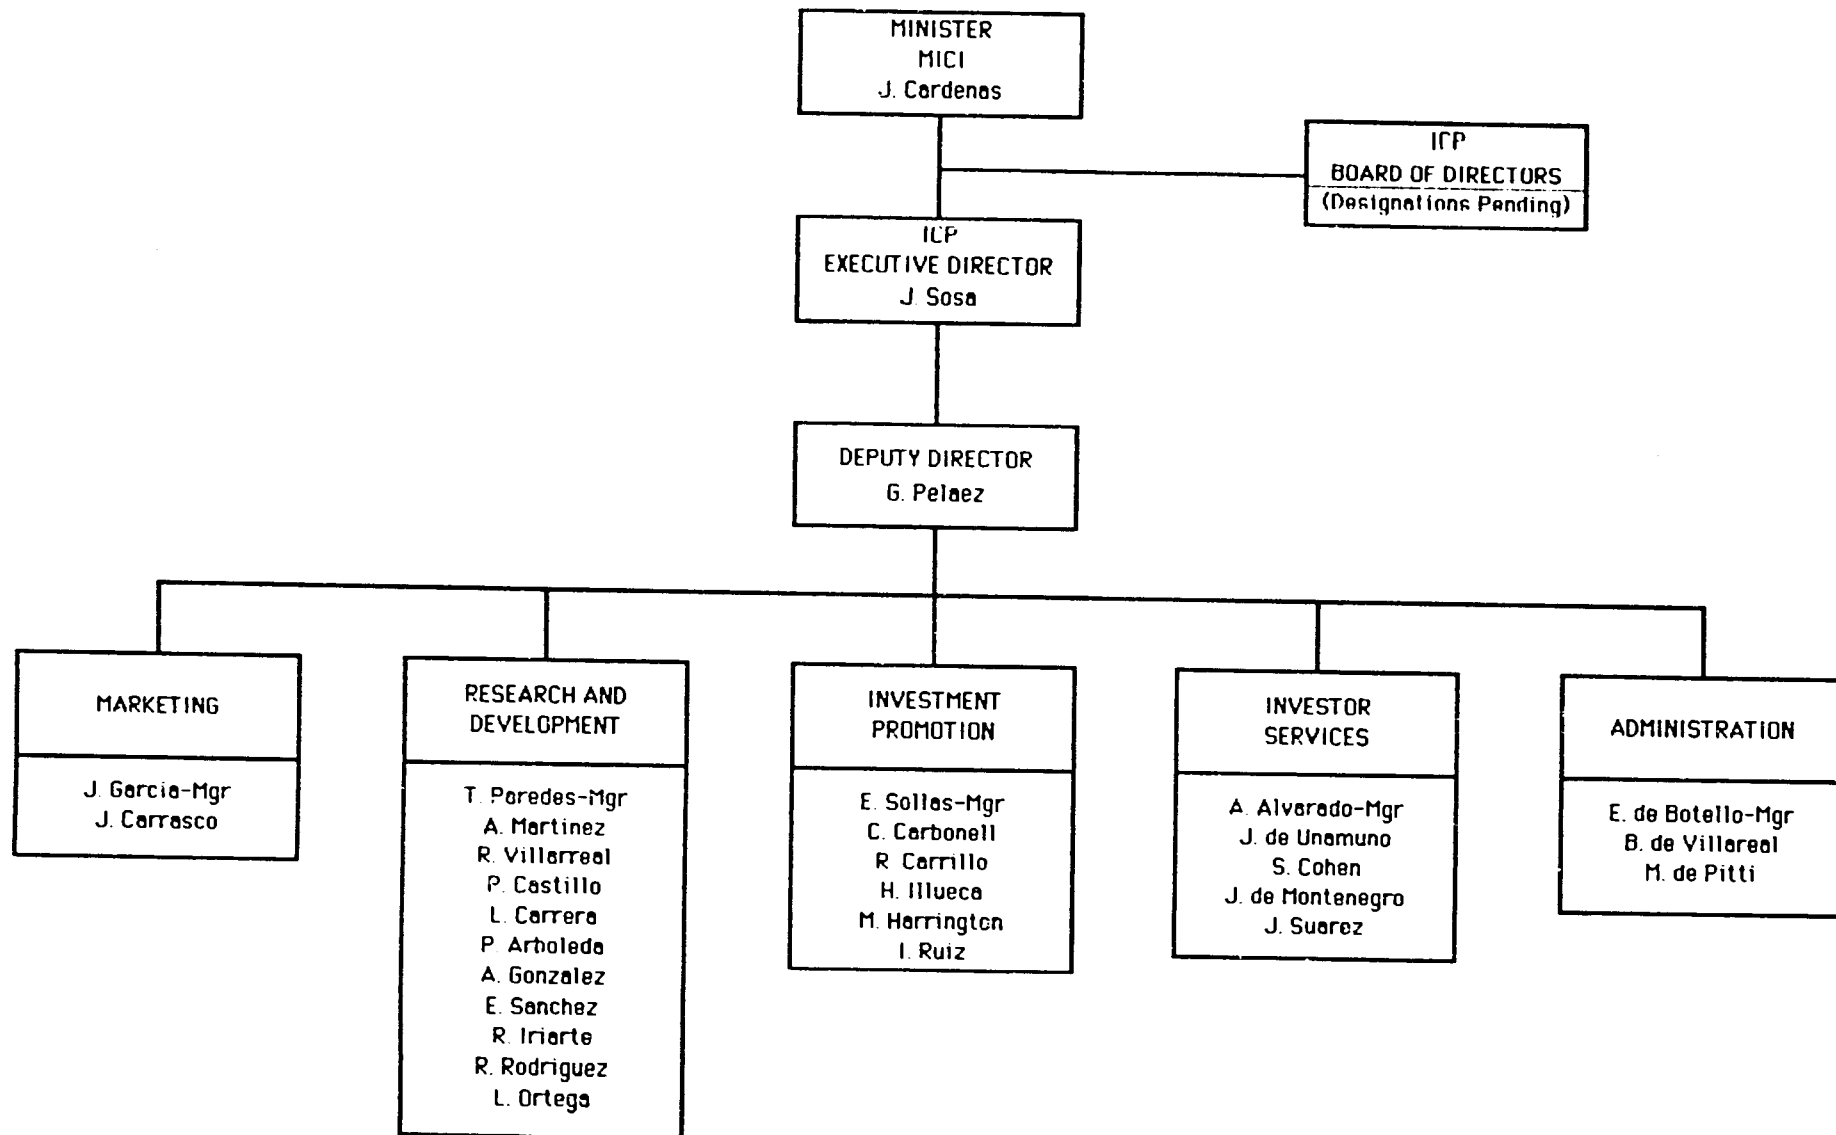 MINISTER
MICI
J. Cardenas
ICP
BOARD OF DIRECTORS
(Designations Pending)
ICP
EXECUTIVE DIRECTOR
J. Sosa
DEPUTY DIRECTOR
G. Pelaez
MARKETING
J. Garcia-Mgr
J. Carrasco
RESEARCH AND
DEVELOPMENT
T. Paredes-Mgr
A. Martinez
R. Villarreal
P. Castillo
L. Carrera
P. Arboleda
A. Gonzalez
E. Sanchez
R. Iriarte
R. Rodriguez
L. Ortega
INVESTMENT
PROMOTION
E. Sollas-Mgr
C. Carbonell
R. Carrillo
H. Illueca
M. Harrington
I. Ruiz
INVESTOR
SERVICES
A. Alvarado-Mgr
J. de Unamuno
S. Cohen
J. de Montenegro
J. Suarez
ADMINISTRATION
E. de Botello-Mgr
B. de Villareal
M. de Pitti